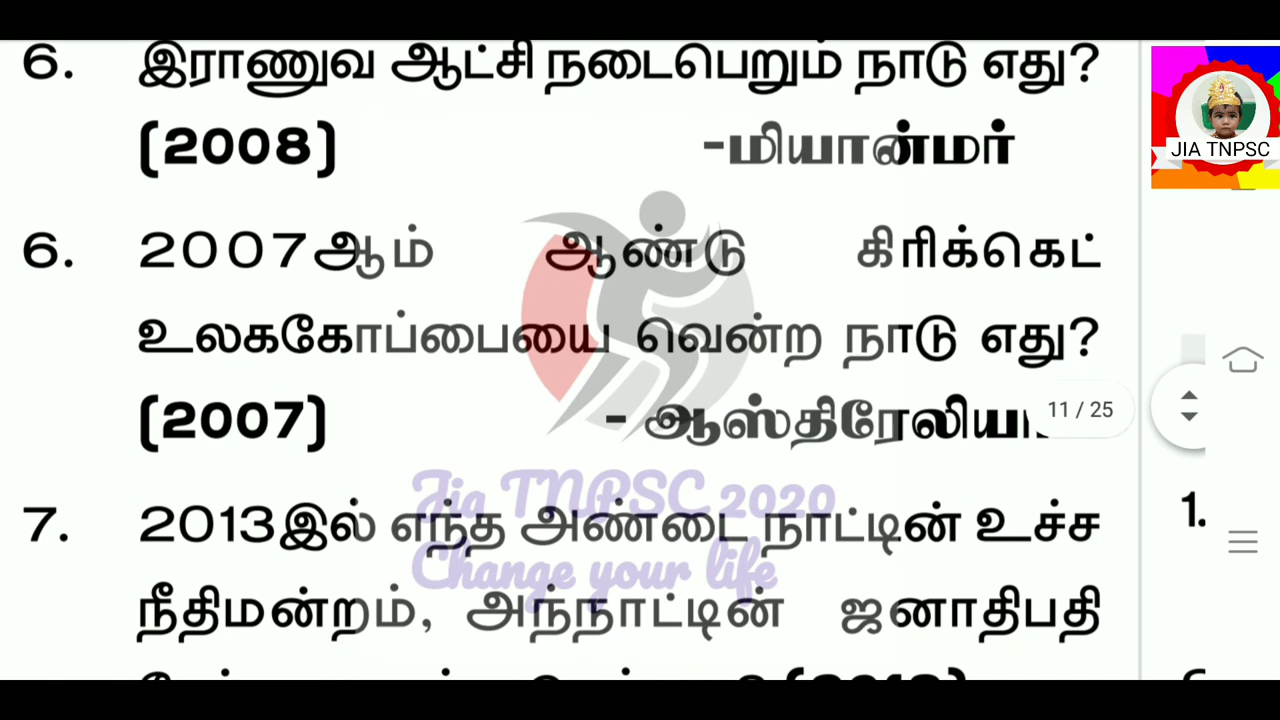 6. இராணுவ ஆட்சி நடைபெறும் நாடு எது?
(2008) -மியான்மர்
JIA TNPSC
6. 2007ஆம் ஆண்டு கிரிக்கெட்
உலககோப்பையை வென்ற நாடு எது?
(2007) - ஆஸ்திரேலியா
11 / 25
Jia TNPSC 2020
Change your life
7. 2013இல் எந்த அண்டை நாட்டின் உச்ச
நீதிமன்றம், அந்நாட்டின் ஜனாதிபதி
1.